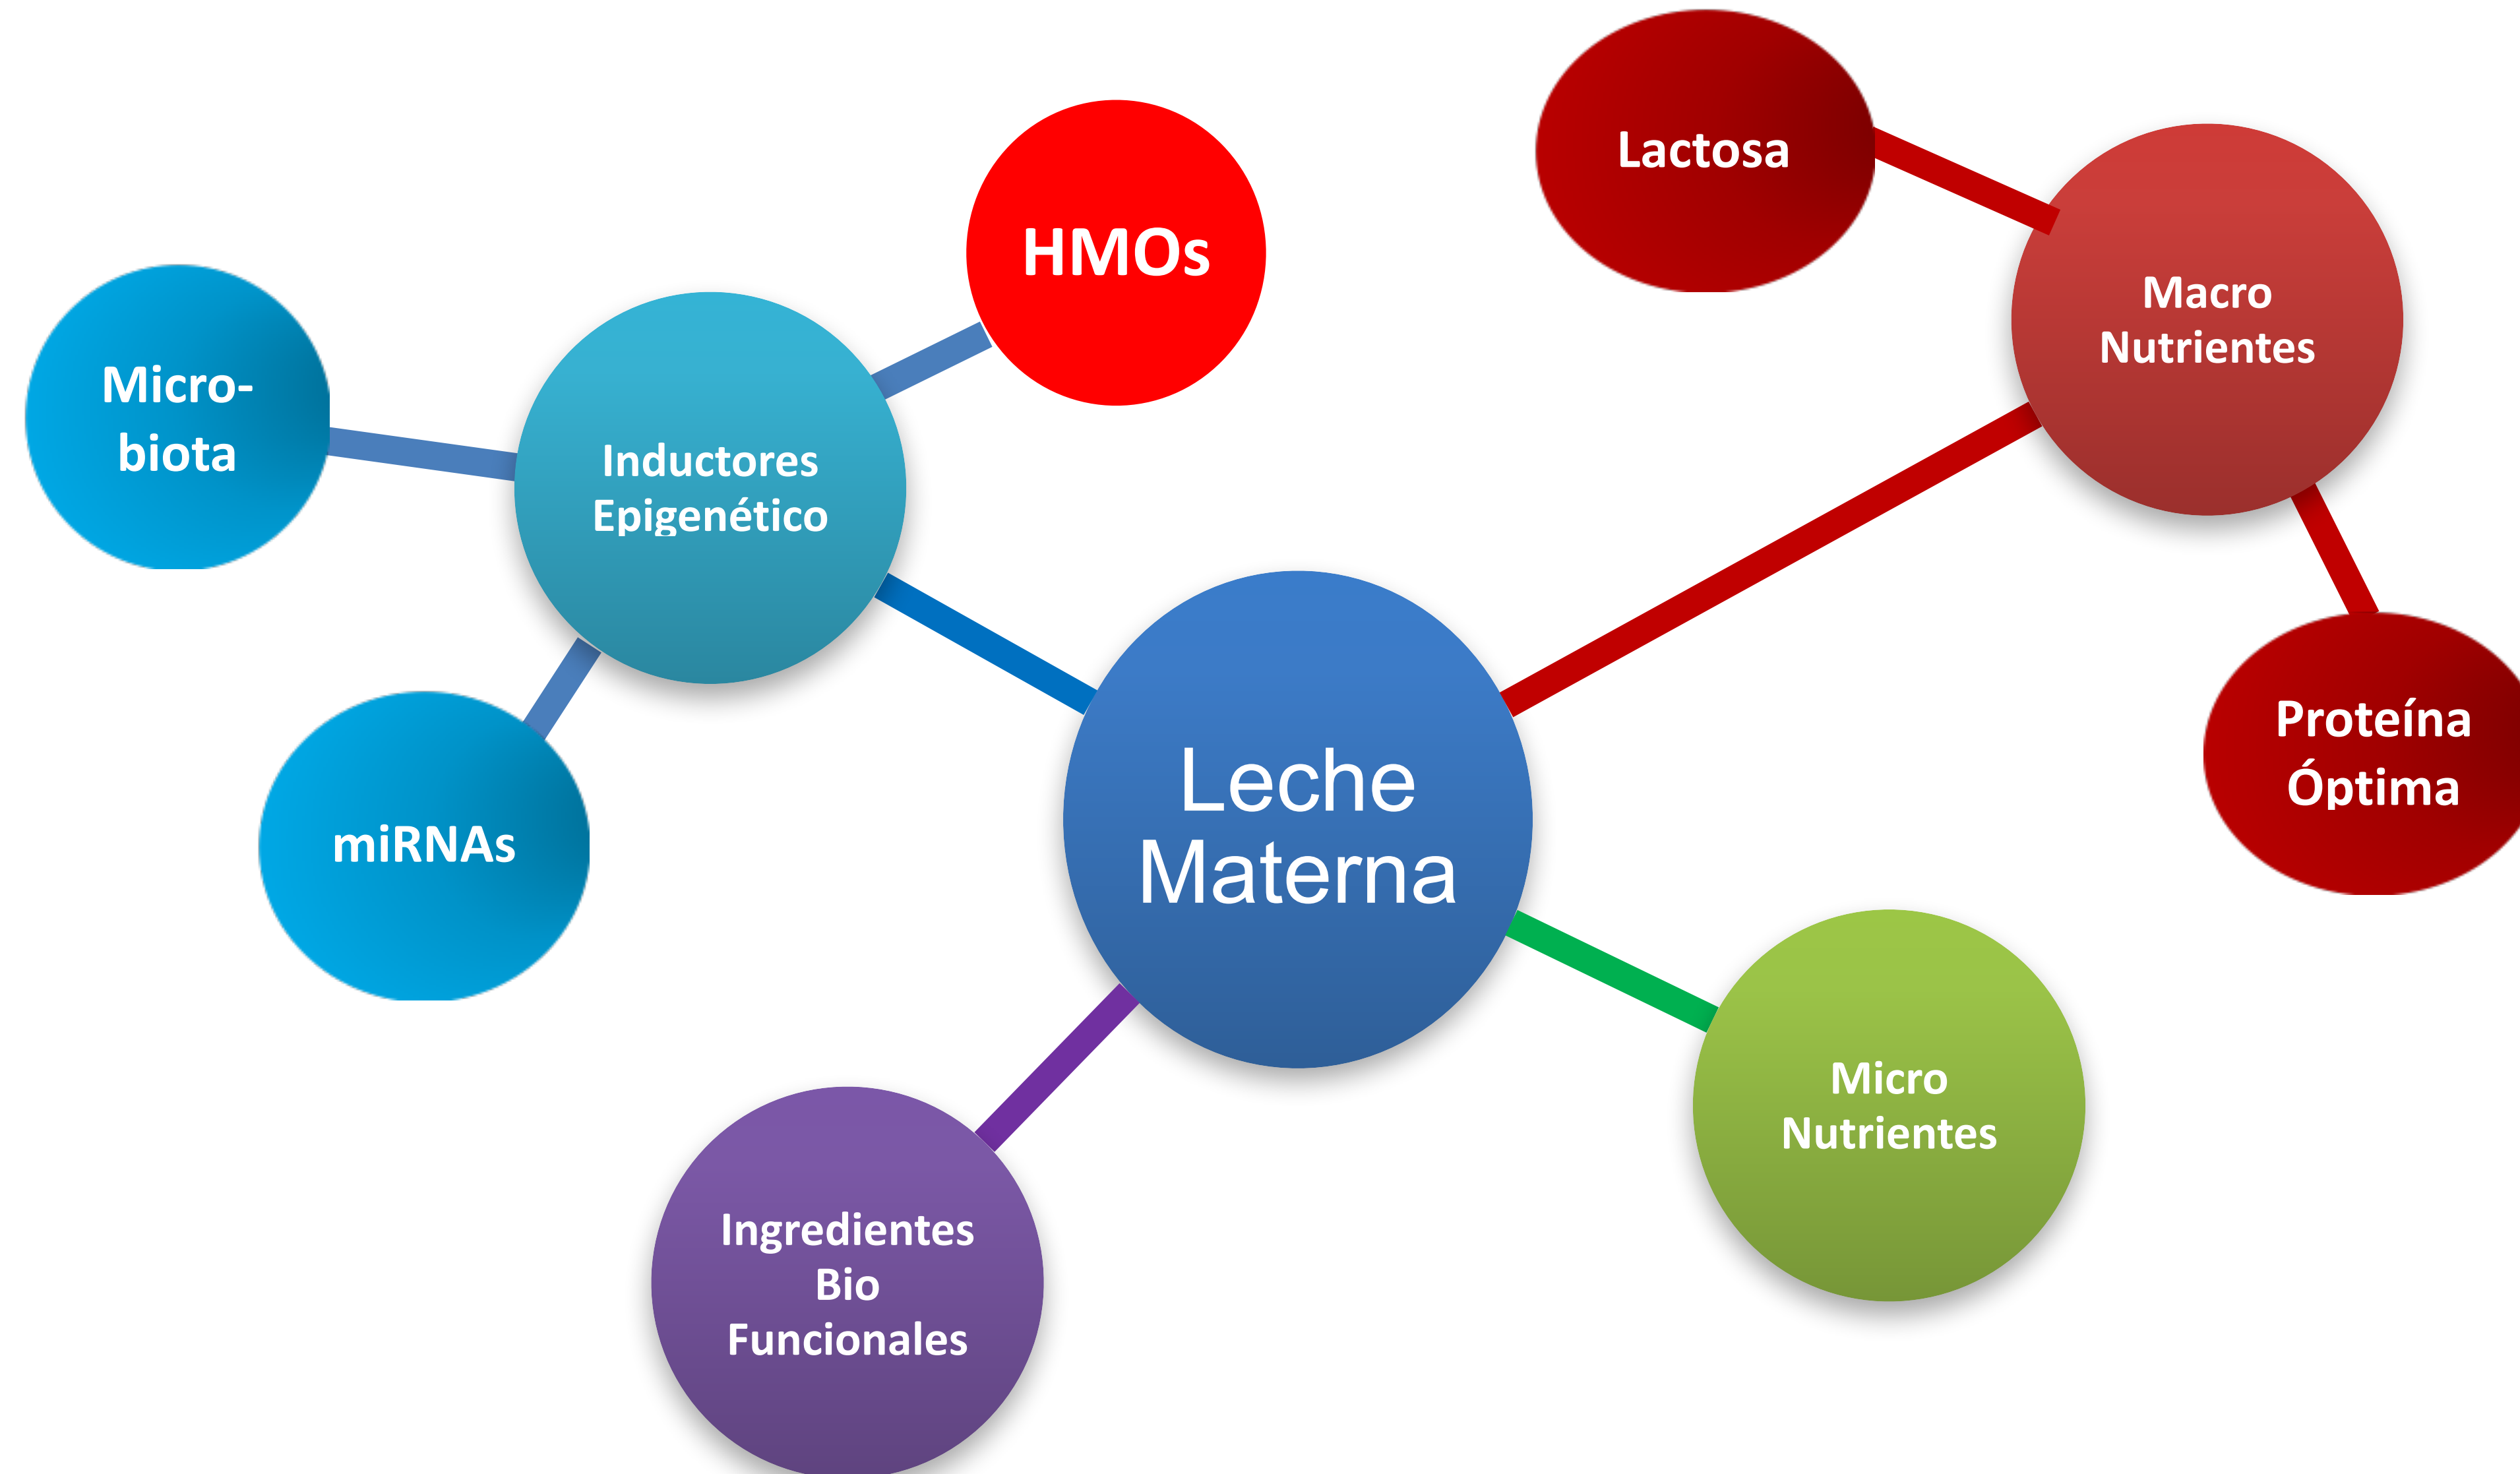 Lactosa
HMOs
Macro
Nutrientes
Micro-
biota
Inductores
Epigenético
Proteína
Óptima
Leche
Materna
miRNAs
Micro
Nutrientes
Ingredientes
Bio
Funcionales